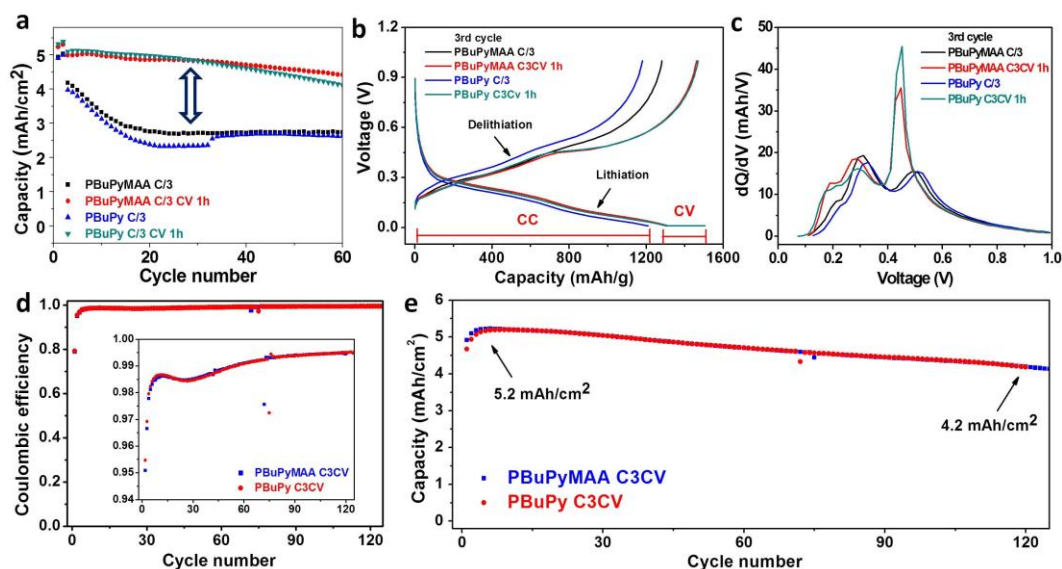 a
Capacity (mAh/cm²)
6
5
4
3
2
1
0
PBuPyMAA C/3
PBuPyMAA C/3 CV 1h
PBuPy C/3
PBuPy C/3 CV 1h
0 20 40 60
Cycle number
b
Voltage (V)
1.2
0.9
0.6
0.3
0.0
3rd cycle
PBuPyMAA C/3
PBuPyMAA C3CV 1h
PBuPy C/3
PBuPy C3Cv 1h
Delithiation
Lithiation
CC
CV
0 400 800 1200 1600
Capacity (mAh/g)
c
dQ/dV (mAh/V)
50
40
30
20
10
0
3rd cycle
PBuPyMAA C/3
PBuPyMAA C3CV 1h
PBuPy C/3
PBuPy C3CV 1h
0.0 0.2 0.4 0.6 0.8 1.0
Voltage (V)
d
Coulombic efficiency
1.0
0.8
0.6
0.4
0.2
0.0
1.00
0.99
0.98
0.97
0.96
0.95
0.94
PBuPyMAA C3CV
PBuPy C3CV
0 30 60 90 120
0 30 60 90 120
Cycle number
e
Capacity (mAh/cm²)
6
5
4
3
2
1
0
5.2 mAh/cm²
4.2 mAh/cm²
PBuPyMAA C3CV
PBuPy C3CV
0 30 60 90 120
Cycle number